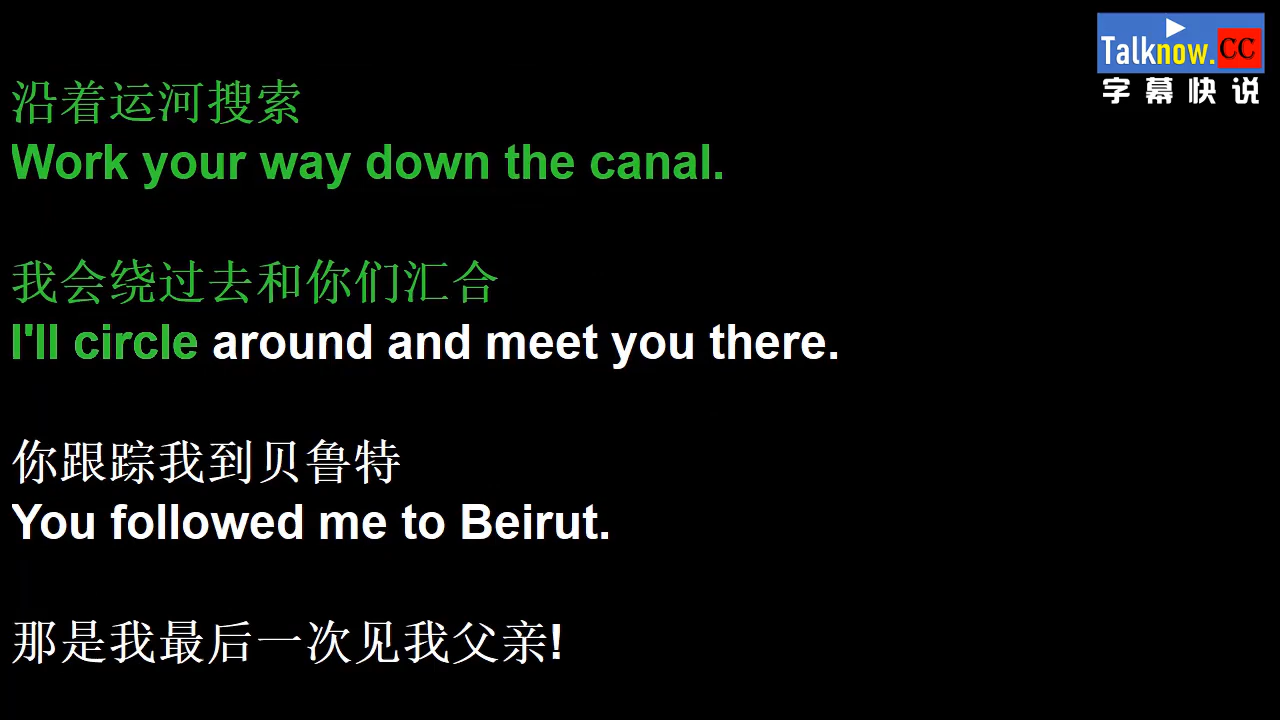 Talknow.CC
字幕快说
沿着运河搜索
Work your way down the canal.
我会绕过去和你们汇合
I'll circle around and meet you there.
你跟踪我到贝鲁特
You followed me to Beirut.
那是我最后一次见我父亲!